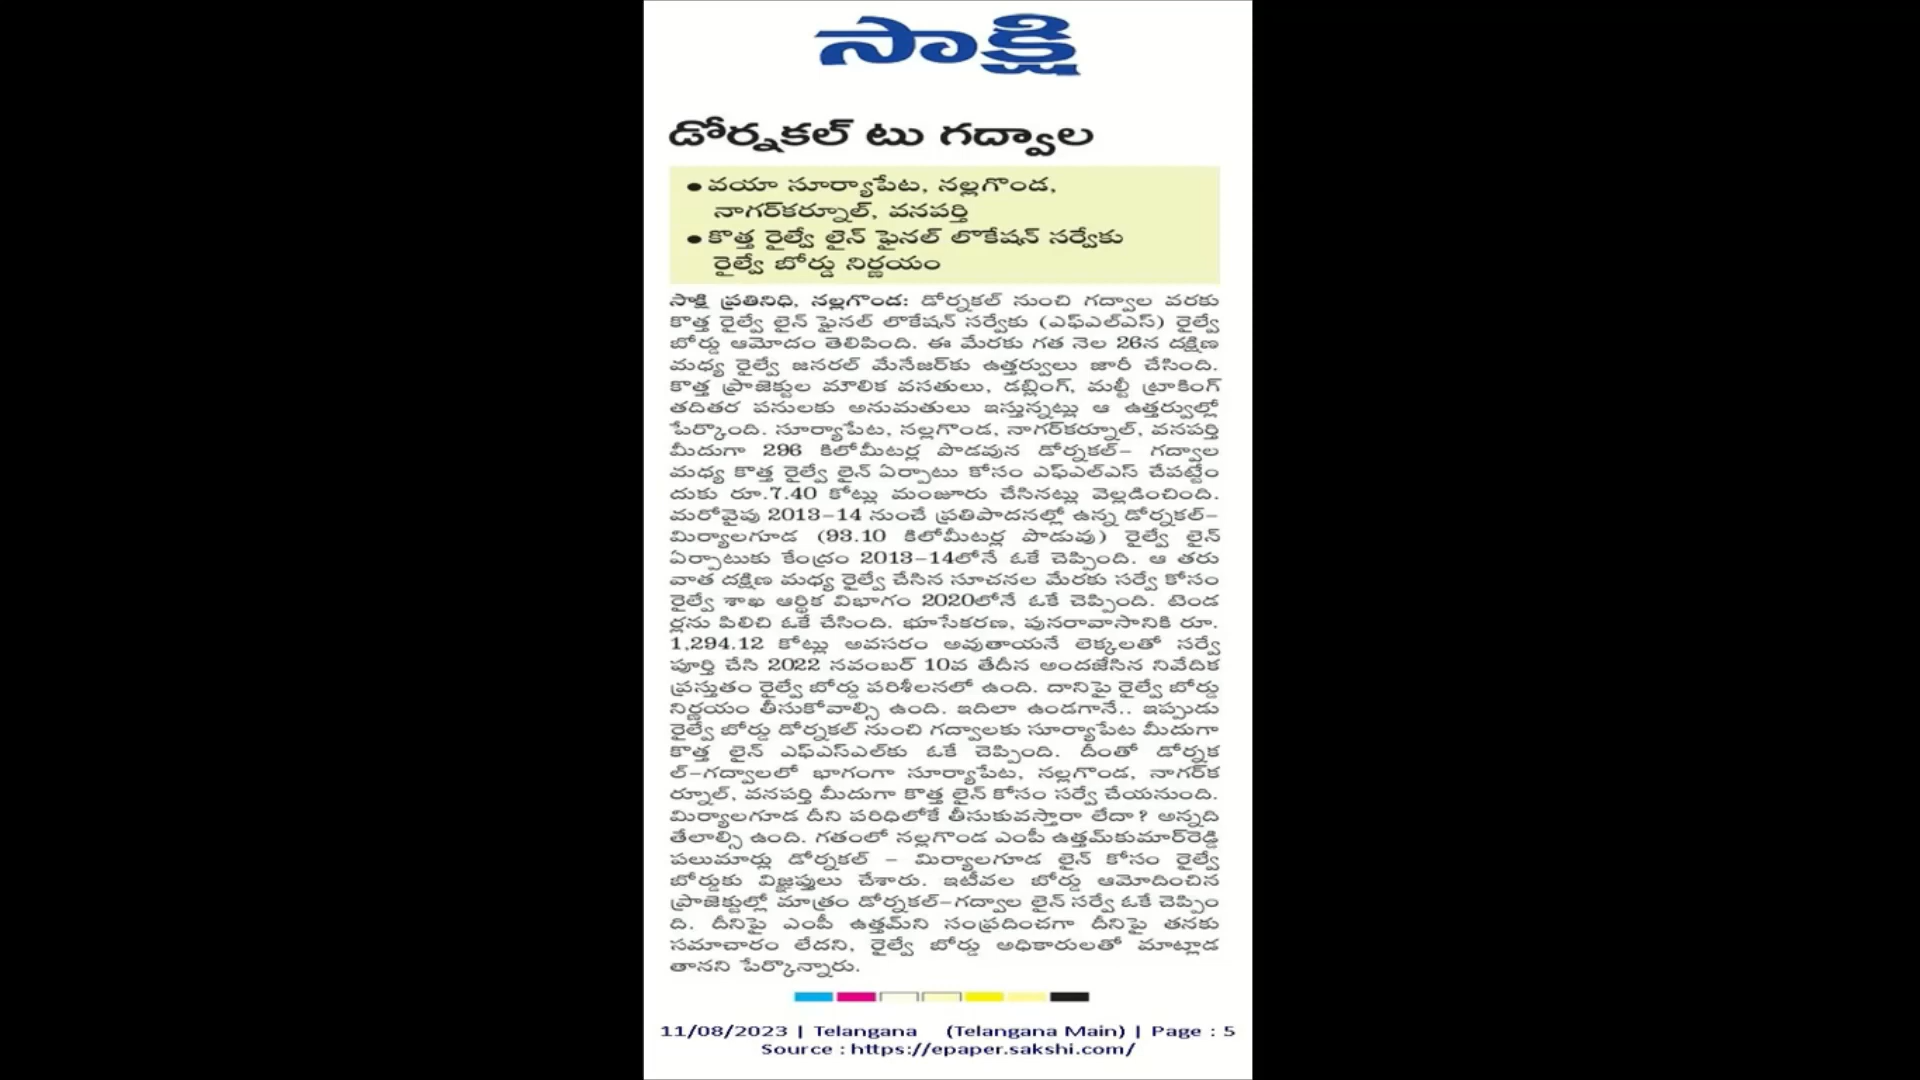 సాక్షి
డోర్నకల్ టు గద్వాల
● వయా సూర్యాపేట, నల్లగొండ,
నాగర్‌కర్నూల్, వనపర్తి
● కొత్త రైల్వే లైన్ ఫైనల్ లొకేషన్ సర్వేకు
రైల్వే బోర్డు నిర్ణయం
సాక్షి ప్రతినిధి, నల్లగొండ: డోర్నకల్ నుంచి గద్వాల వరకు
కొత్త రైల్వే లైన్ ఫైనల్ లొకేషన్ సర్వేకు (ఎఫ్ఎల్ఎస్) రైల్వే
బోర్డు ఆమోదం తెలిపింది. ఈ మేరకు గత నెల 26న దక్షిణ
మధ్య రైల్వే జనరల్ మేనేజర్‌కు ఉత్తర్వులు జారీ చేసింది.
కొత్త ప్రాజెక్టుల మౌలిక వసతులు, డబ్లింగ్, మల్టీ ట్రాకింగ్
తదితర పనులకు అనుమతులు ఇస్తున్నట్లు ఆ ఉత్తర్వుల్లో
పేర్కొంది. సూర్యాపేట, నల్లగొండ, నాగర్‌కర్నూల్, వనపర్తి
మీదుగా 296 కిలోమీటర్ల పొడవున డోర్నకల్– గద్వాల
మధ్య కొత్త రైల్వే లైన్ ఏర్పాటు కోసం ఎఫ్ఎల్ఎస్ చేపట్టేం
దుకు రూ.7.40 కోట్లు మంజూరు చేసినట్లు వెల్లడించింది.
మరోవైపు 2013–14 నుంచే ప్రతిపాదనల్లో ఉన్న డోర్నకల్–
మిర్యాలగూడ (93.10 కిలోమీటర్ల పొడువు) రైల్వే లైన్
ఏర్పాటుకు కేంద్రం 2013–14లోనే ఓకే చెప్పింది. ఆ తరు
వాత దక్షిణ మధ్య రైల్వే చేసిన సూచనల మేరకు సర్వే కోసం
రైల్వే శాఖ ఆర్థిక విభాగం 2020లోనే ఓకే చెప్పింది. టెండ
ర్లను పిలిచి ఓకే చేసింది. భూసేకరణ, పునరావాసానికి రూ.
1,294.12 కోట్లు అవసరం అవుతాయనే లెక్కలతో సర్వే
పూర్తి చేసి 2022 నవంబర్ 10వ తేదీన అందజేసిన నివేదిక
ప్రస్తుతం రైల్వే బోర్డు పరిశీలనలో ఉంది. దానిపై రైల్వే బోర్డు
నిర్ణయం తీసుకోవాల్సి ఉంది. ఇదిలా ఉండగానే.. ఇప్పుడు
రైల్వే బోర్డు డోర్నకల్ నుంచి గద్వాలకు సూర్యాపేట మీదుగా
కొత్త లైన్ ఎఫ్ఎస్ఎల్‌కు ఓకే చెప్పింది. దీంతో డోర్నక
ల్–గద్వాలలో భాగంగా సూర్యాపేట, నల్లగొండ, నాగర్‌క
ర్నూల్, వనపర్తి మీదుగా కొత్త లైన్ కోసం సర్వే చేయనుంది.
మిర్యాలగూడ దీని పరిధిలోకే తీసుకువస్తారా లేదా? అన్నది
తేలాల్సి ఉంది. గతంలో నల్లగొండ ఎంపీ ఉత్తమ్‌కుమార్‌రెడ్డి
పలుమార్లు డోర్నకల్ – మిర్యాలగూడ లైన్ కోసం రైల్వే
బోర్డుకు విజ్ఞప్తులు చేశారు. ఇటీవల బోర్డు ఆమోదించిన
ప్రాజెక్టుల్లో మాత్రం డోర్నకల్–గద్వాల లైన్ సర్వే ఓకే చెప్పిం
ది. దీనిపై ఎంపీ ఉత్తమ్‌ని సంప్రదించగా దీనిపై తనకు
సమాచారం లేదని, రైల్వే బోర్డు అధికారులతో మాట్లాడ
తానని పేర్కొన్నారు.
11/08/2023 | Telangana (Telangana Main) | Page : 5
Source : https://epaper.sakshi.com/